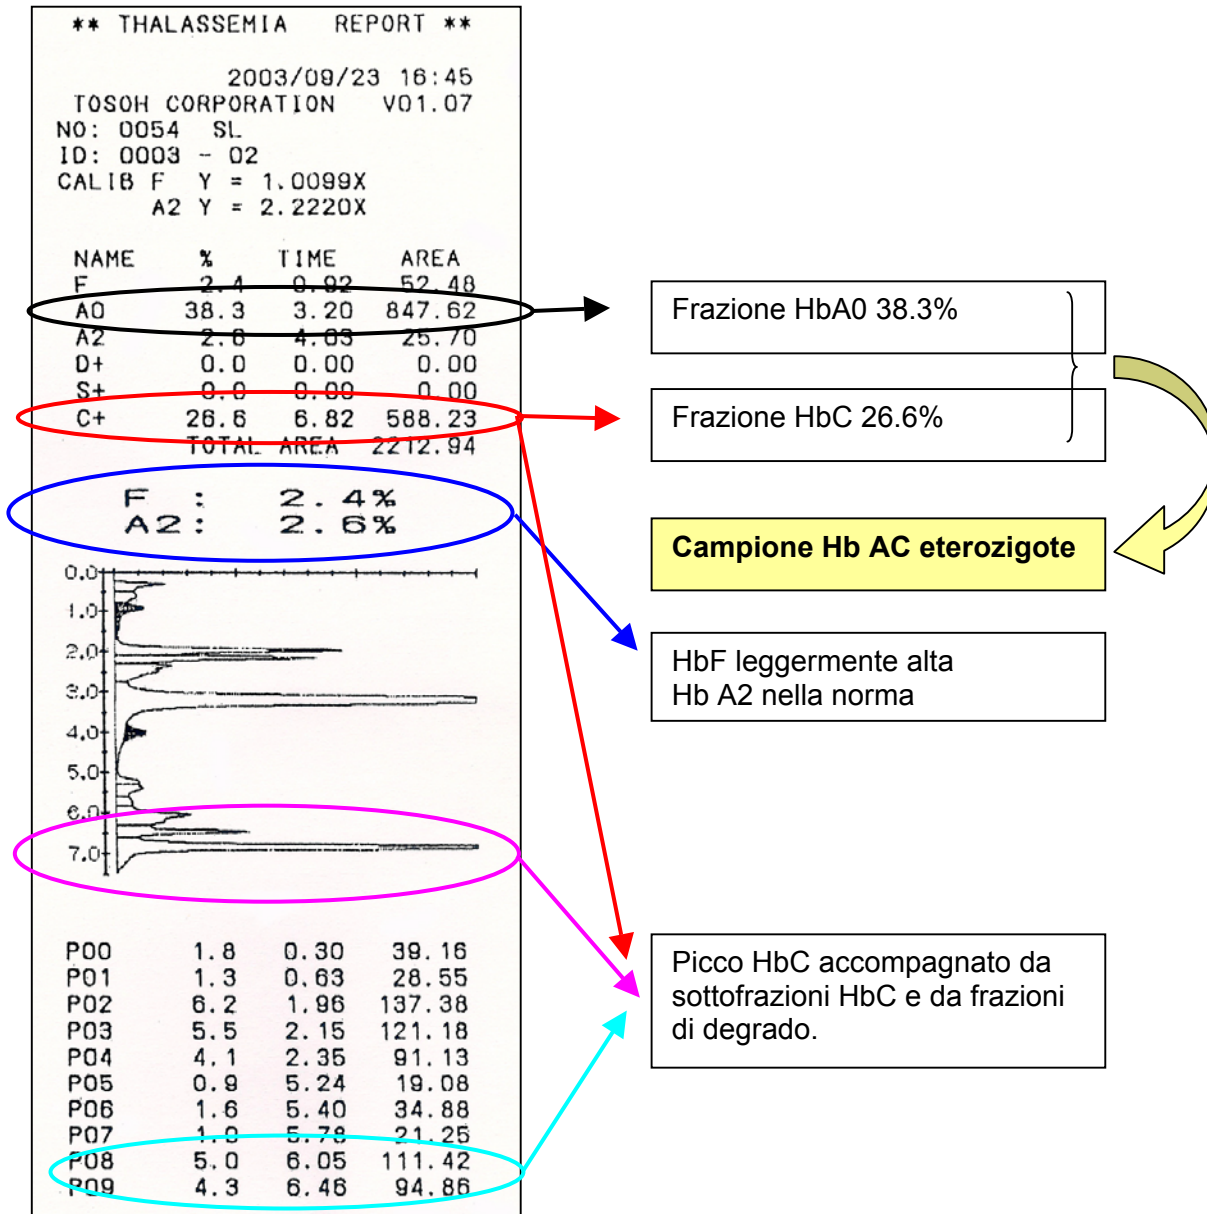 ** THALASSEMIA REPORT **
2003/09/23 16:45
TOSOH CORPORATION V01.07
NO: 0054 SL
ID: 0003 - 02
CALIB F Y = 1.0099X
A2 Y = 2.2220X
NAME % TIME AREA
F 2.4 0.92 52.48
A0 38.3 3.20 847.62
A2 2.6 4.03 25.70
D+ 0.0 0.00 0.00
S+ 0.0 0.00 0.00
C+ 26.6 6.82 588.23
TOTAL AREA 2212.94
F : 2.4%
A2: 2.6%
0.0
1.0
2.0
3.0
4.0
5.0
6.0
7.0
P00 1.8 0.30 39.16
P01 1.3 0.63 28.55
P02 6.2 1.96 137.38
P03 5.5 2.15 121.18
P04 4.1 2.35 91.13
P05 0.9 5.24 19.08
P06 1.6 5.40 34.88
P07 1.0 5.78 21.25
P08 5.0 6.05 111.42
P09 4.3 6.46 94.86
Frazione HbA0 38.3%
Frazione HbC 26.6%
Campione Hb AC eterozigote
HbF leggermente alta
Hb A2 nella norma
Picco HbC accompagnato da
sottofrazioni HbC e da frazioni
di degrado.